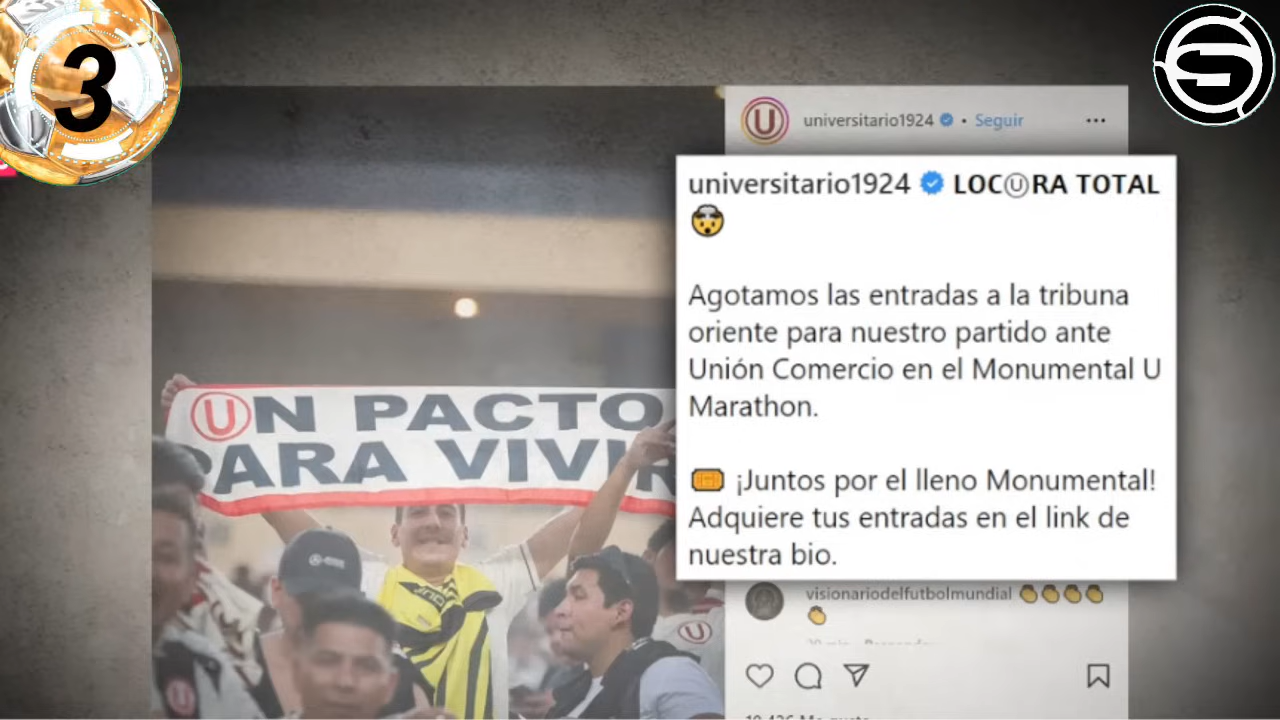 3
universitario1924 • Seguir
universitario1924 LOCⓊRA TOTAL
🤯
Agotamos las entradas a la tribuna
oriente para nuestro partido ante
Unión Comercio en el Monumental U
Marathon.
🎫 ¡Juntos por el lleno Monumental!
Adquiere tus entradas en el link de
nuestra bio.
ⓊN PACTO
PARA VIVIR
visionariodelfutbolmundial 👏👏👏👏
👏